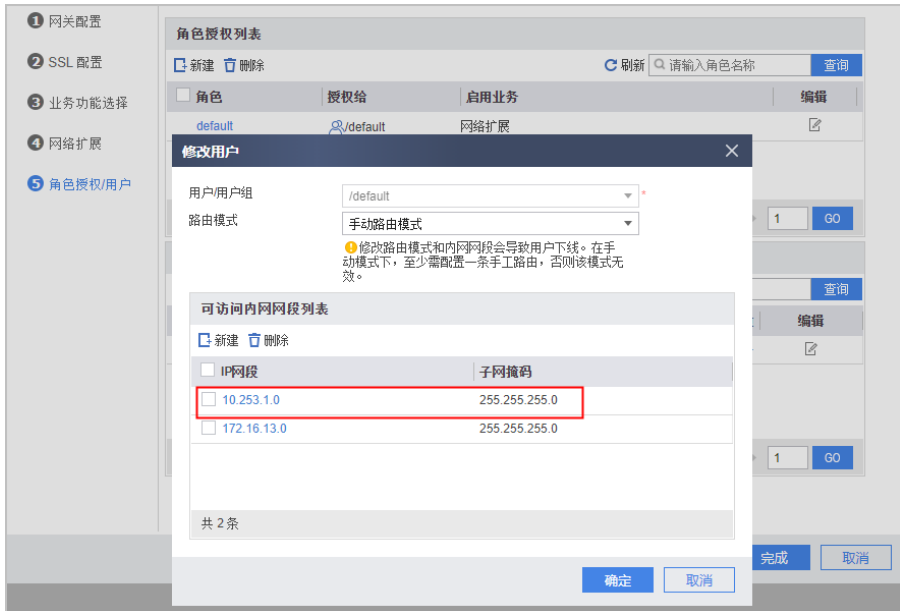 1 网关配置
2 SSL 配置
3 业务功能选择
4 网络扩展
5 角色授权/用户
角色授权列表
新建 删除
刷新 请输入角色名称 查询
角色 授权给 启用业务 编辑
default /default 网络扩展
1 GO
查询
编辑
1 GO
完成 取消
修改用户
用户/用户组 /default *
路由模式 手动路由模式
修改路由模式和内网网段会导致用户下线。在手
动模式下，至少需配置一条手工路由，否则该模式无
效。
可访问内网网段列表
新建 删除
IP网段 子网掩码
10.253.1.0 255.255.255.0
172.16.13.0 255.255.255.0
共 2 条
确定 取消